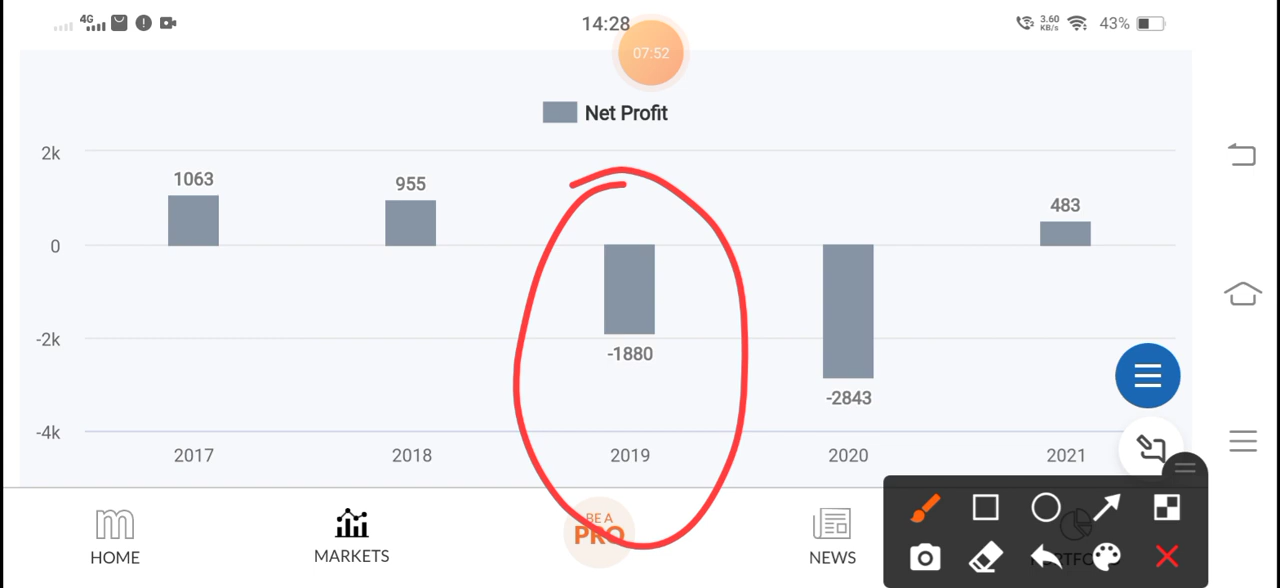 4G 14:28 3.60 KB/s 43%
07:52
Net Profit
2k
1063 955 483
0
-2k
-1880
-2843
-4k
2017 2018 2019 2020 2021
BE A
PRO
HOME MARKETS NEWS